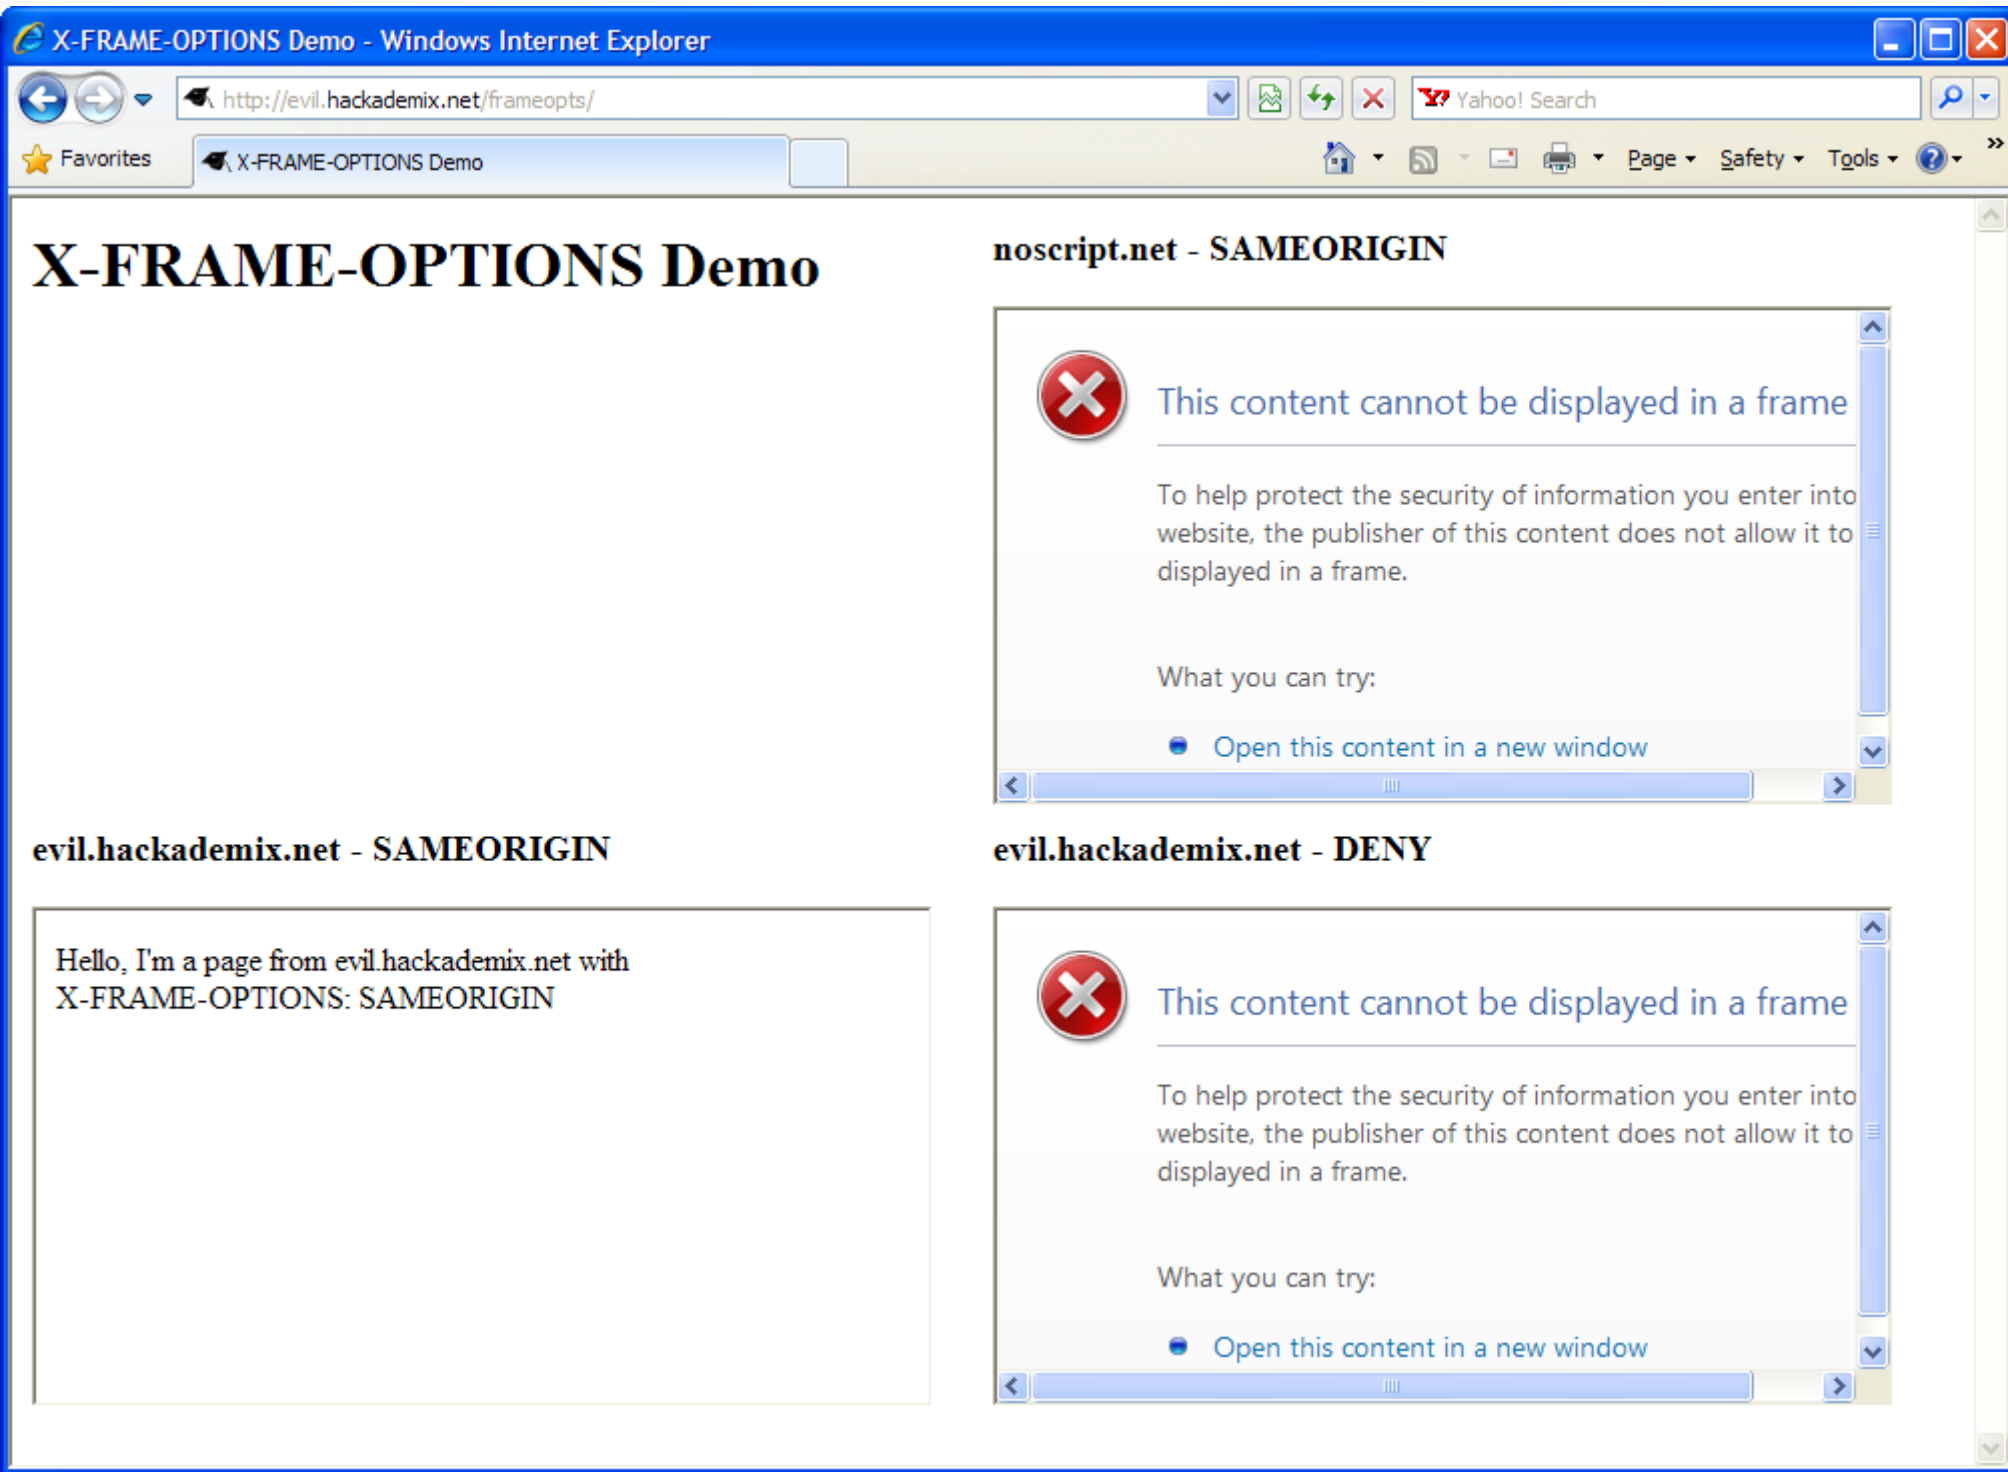 X-FRAME-OPTIONS Demo - Windows Internet Explorer
http://evil.hackademix.net/frameopts/
Yahoo! Search
Favorites
X-FRAME-OPTIONS Demo
Page
Safety
Tools
X-FRAME-OPTIONS Demo
noscript.net - SAMEORIGIN
This content cannot be displayed in a frame
To help protect the security of information you enter into
website, the publisher of this content does not allow it to
displayed in a frame.
What you can try:
Open this content in a new window
evil.hackademix.net - SAMEORIGIN
Hello, I'm a page from evil.hackademix.net with
X-FRAME-OPTIONS: SAMEORIGIN
evil.hackademix.net - DENY
This content cannot be displayed in a frame
To help protect the security of information you enter into
website, the publisher of this content does not allow it to
displayed in a frame.
What you can try:
Open this content in a new window